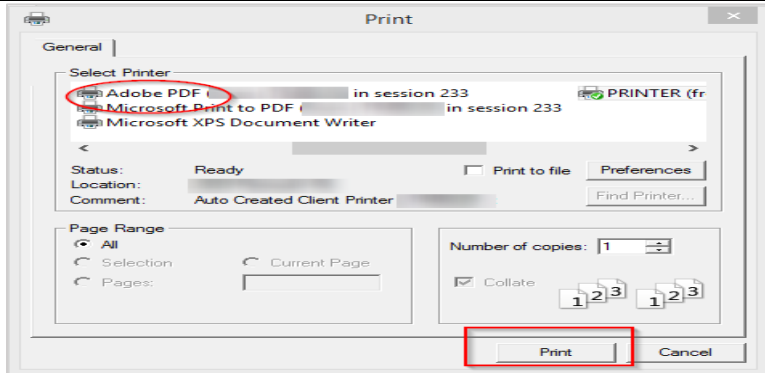 Print
General
Select Printer
Adobe PDF ( in session 233
PRINTER (fr
Microsoft Print to PDF ( in session 233
Microsoft XPS Document Writer
Status: Ready
Print to file
Preferences
Location:
Comment: Auto Created Client Printer
Find Printer...
Page Range
All
Selection
Current Page
Pages:
Number of copies: 1
Collate
1 2 3 1 2 3
Print
Cancel